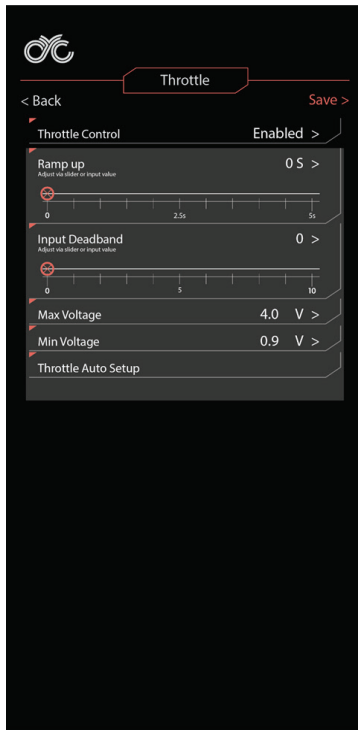 Throttle
< Back Save >
Throttle Control Enabled >
Ramp up 0 S >
Adjust via slider or input value
0 2.5s 5s
Input Deadband 0 >
Adjust via slider or input value
0 5 10
Max Voltage 4.0 V >
Min Voltage 0.9 V >
Throttle Auto Setup